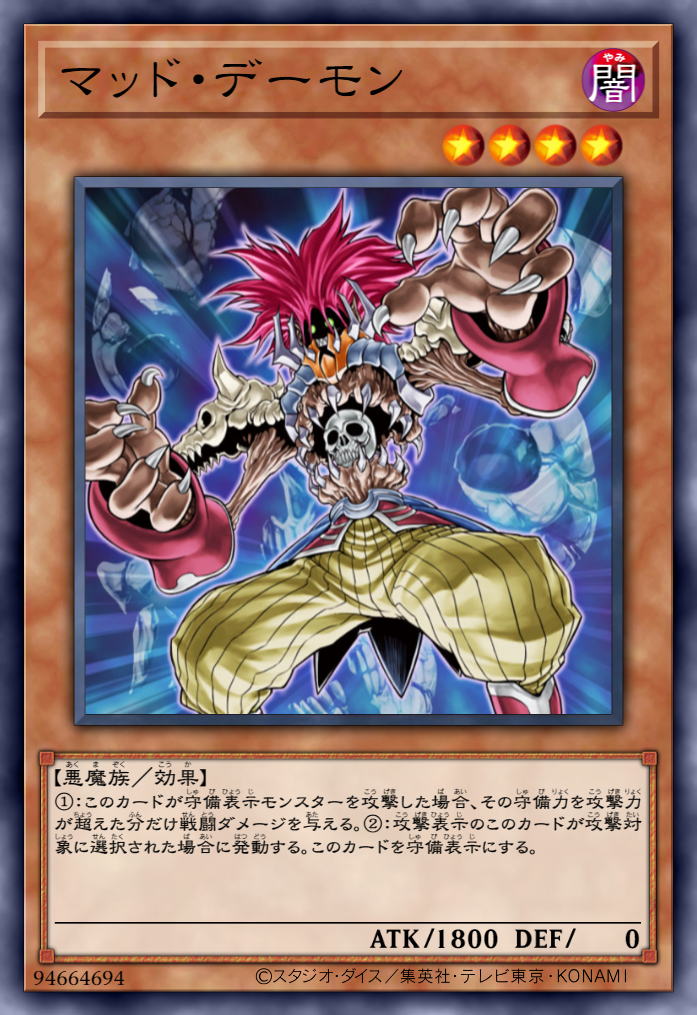 マッド・デーモン
やみ
闇
【悪魔族／効果】
①：このカードが守備表示モンスターを攻撃した場合、その守備力を攻撃力
が超えた分だけ戦闘ダメージを与える。②：攻撃表示のこのカードが攻撃対
象に選択された場合に発動する。このカードを守備表示にする。
ATK/1800 DEF/ 0
94664694 ©スタジオ・ダイス／集英社・テレビ東京・KONAMI